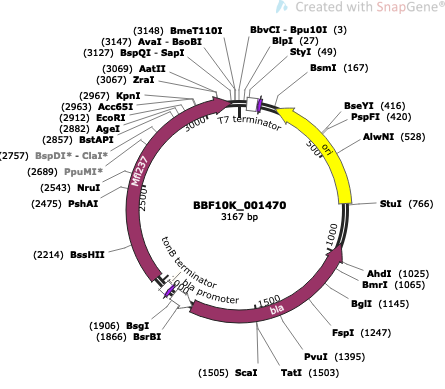 Created with SnapGene®
(3148) BmeT110I
(3147) AvaI - BsoBI
(3127) BspQI - SapI
(3069) AatII
(3067) ZraI
(2967) KpnI
(2963) Acc65I
(2912) EcoRI
(2882) AgeI
(2857) BstAPI
(2757) BspDI* - ClaI*
(2689) PpuMI*
(2543) NruI
(2475) PshAI
(2214) BssHII
(1906) BsgI
(1866) BsrBI
BbvCI - Bpu10I (3)
BlpI (27)
StyI (49)
BsmI (167)
BseYI (416)
PspFI (420)
AlwNI (528)
StuI (766)
AhdI (1025)
BmrI (1065)
BglI (1145)
FspI (1247)
PvuI (1395)
TatI (1503)
(1505) ScaI
T7 terminator
ori
bla
bla promoter
tonB terminator
Mfl237
500
1000
1500
2500
3000
BBF10K_001470
3167 bp